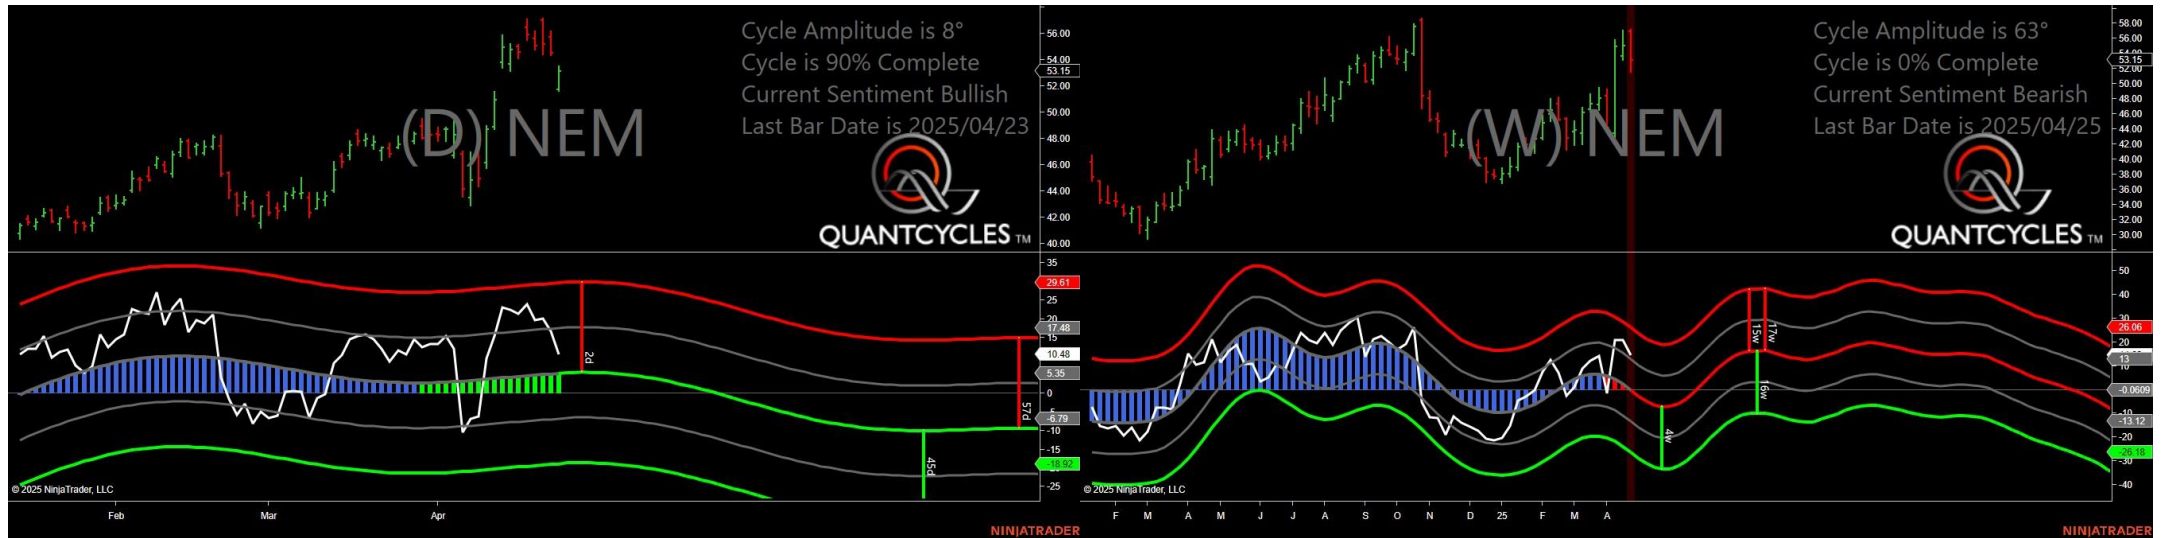 Cycle Amplitude is 8°
Cycle is 90% Complete
Current Sentiment Bullish
Last Bar Date is 2025/04/23
(D) NEM
QUANTCYCLES TM
56.00
54.00
53.15
52.00
50.00
48.00
46.00
44.00
42.00
40.00
35
29.61
25
20
17.48
15
10.48
5.35
0
-5
-6.79
-10
-15
-18.92
-25
2d
45d
57d
© 2025 NinjaTrader, LLC
Feb
Mar
Apr
NINJATRADER
Cycle Amplitude is 63°
Cycle is 0% Complete
Current Sentiment Bearish
Last Bar Date is 2025/04/25
(W) NEM
QUANTCYCLES TM
58.00
56.00
54.00
53.15
52.00
50.00
48.00
46.00
44.00
42.00
40.00
38.00
36.00
34.00
32.00
30.00
50
40
30
26.06
20
13
10
-0.0609
-10
-13.12
-20
-26.18
-30
-40
4w
15w
17w
16w
© 2025 NinjaTrader, LLC
F
M
A
M
J
J
A
S
O
N
D
25
F
M
A
NINJATRADER